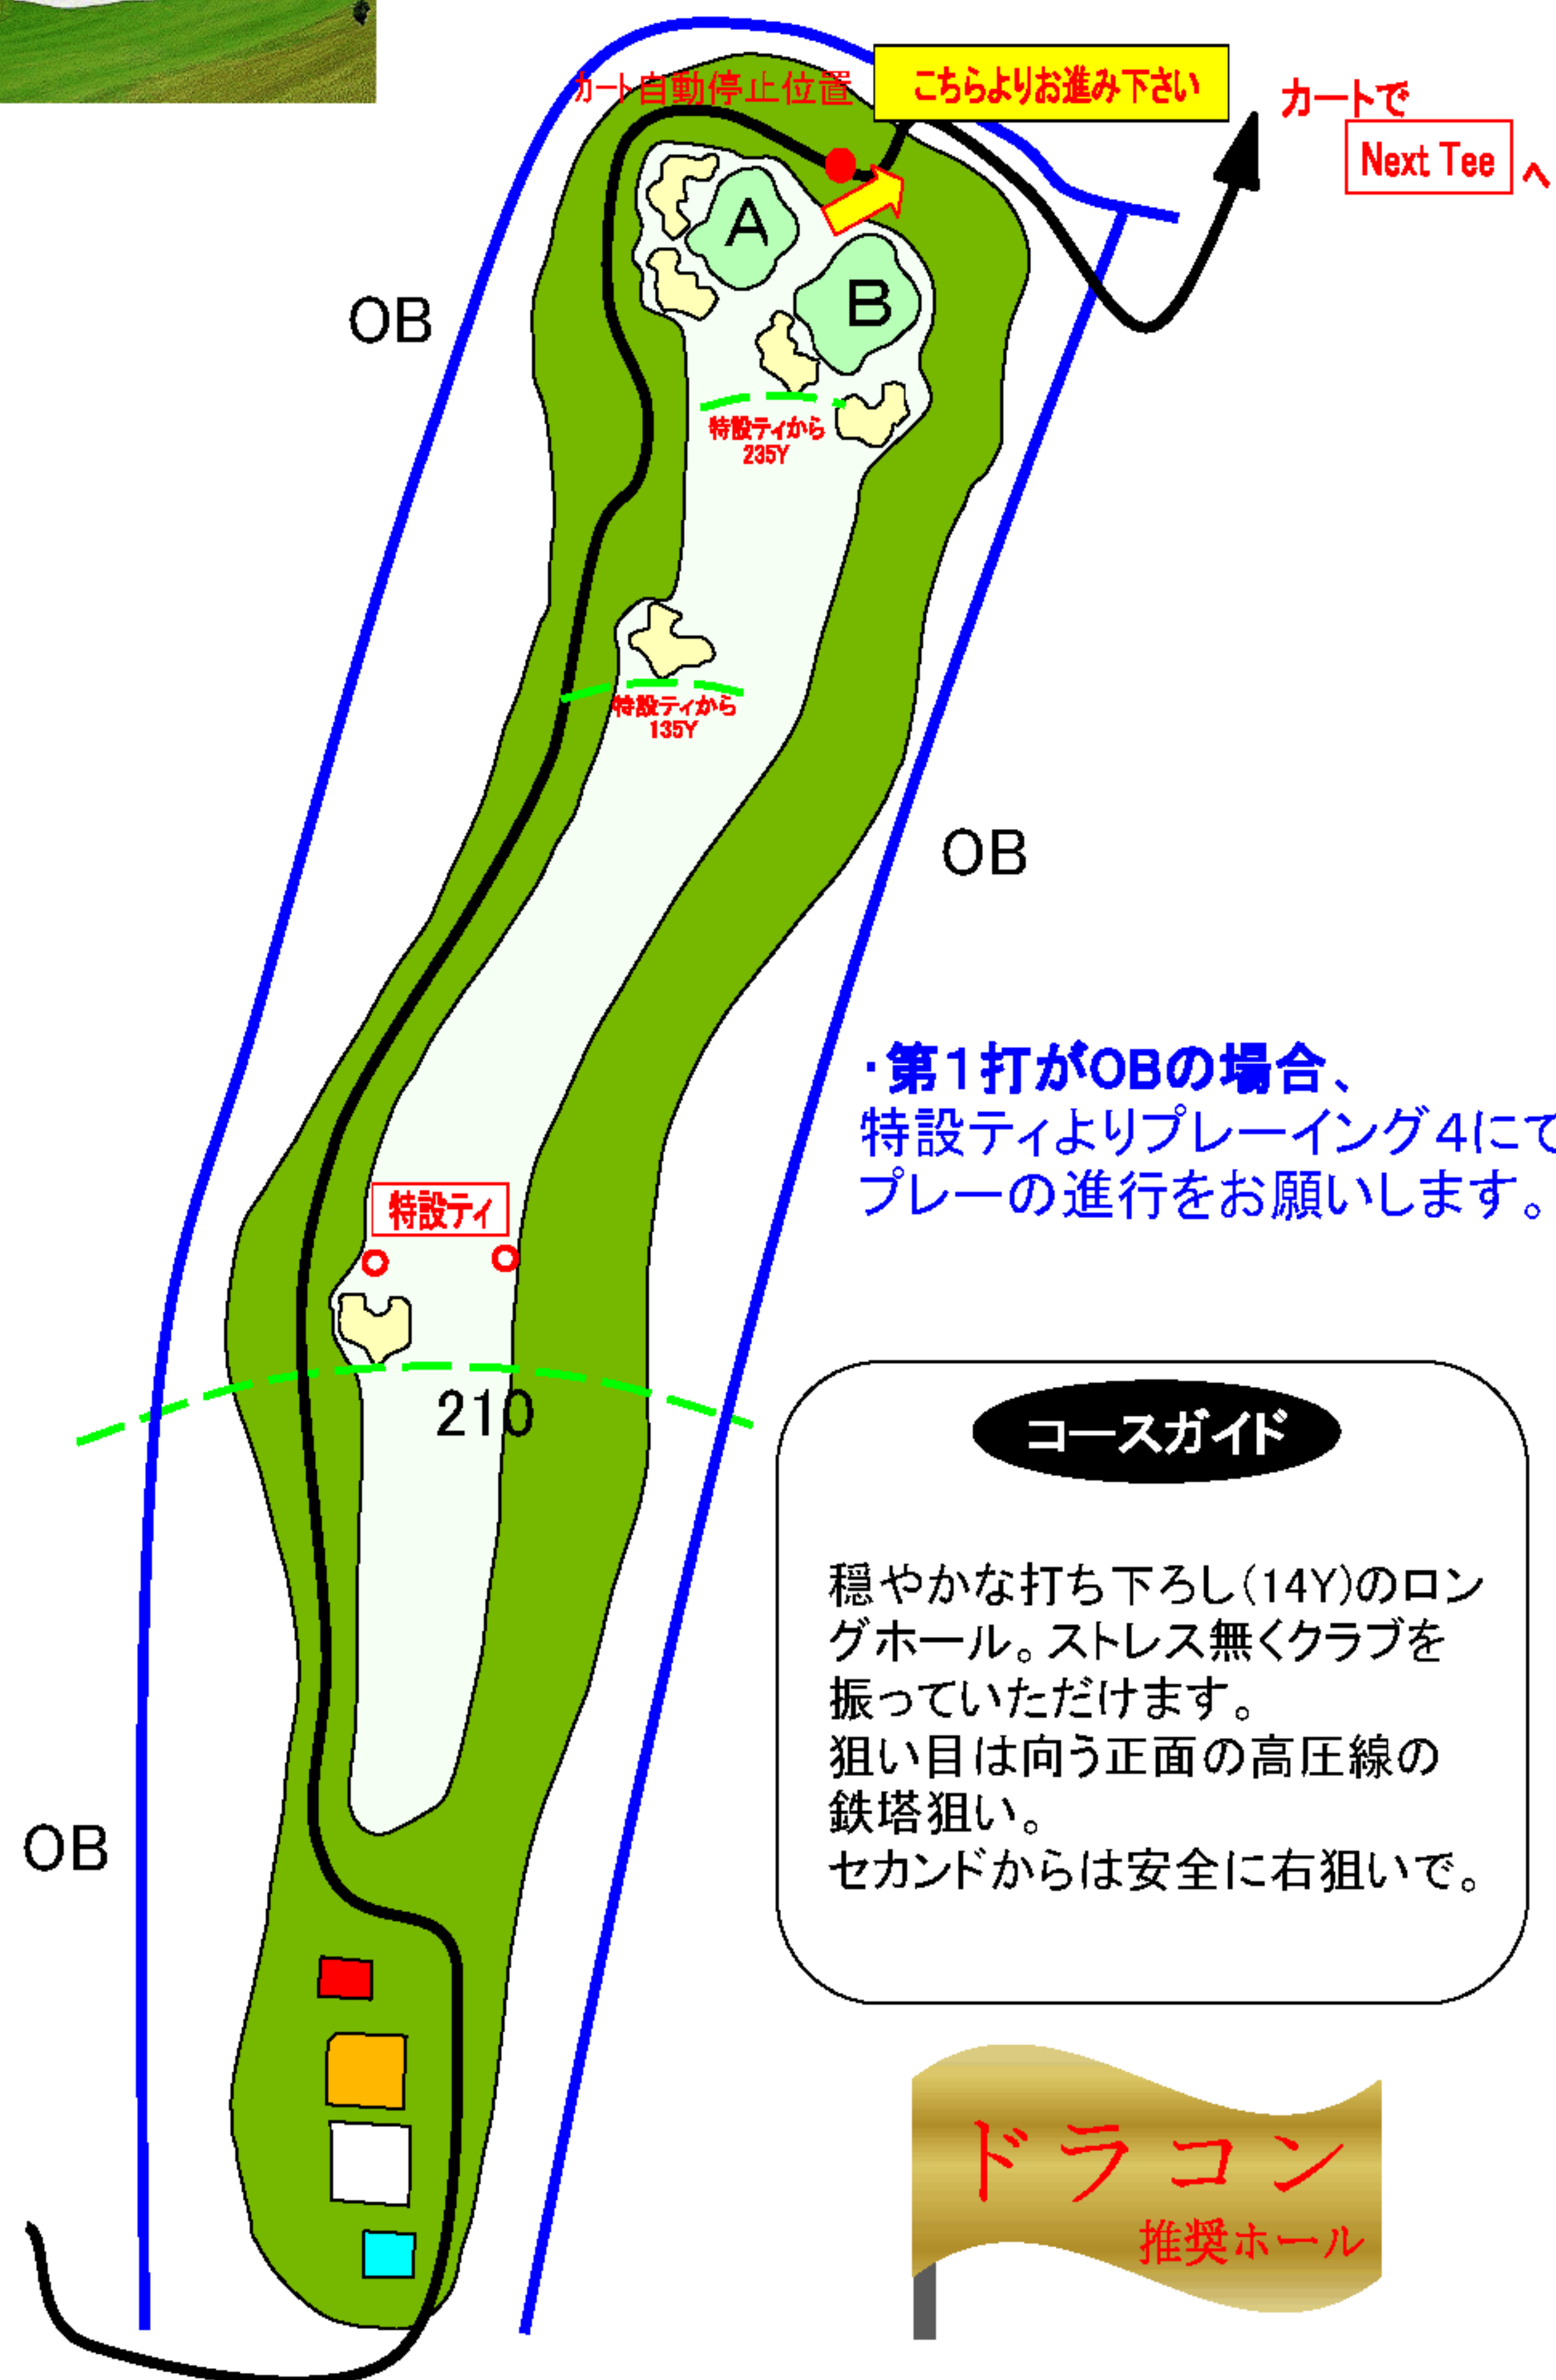 カート自動停止位置
こちらよりお進み下さい
カートで
Next Tee へ
A
B
OB
特設ティから
235Y
特設ティから
135Y
OB
・第1打がOBの場合、
特設ティよりプレーイング4にて
プレーの進行をお願いします。
特設ティ
210
コースガイド
穏やかな打ち下ろし(14Y)のロン
グホール。ストレス無くクラブを
振っていただけます。
狙い目は向う正面の高圧線の
鉄塔狙い。
セカンドからは安全に右狙いで。
OB
ドラコン
推奨ホール